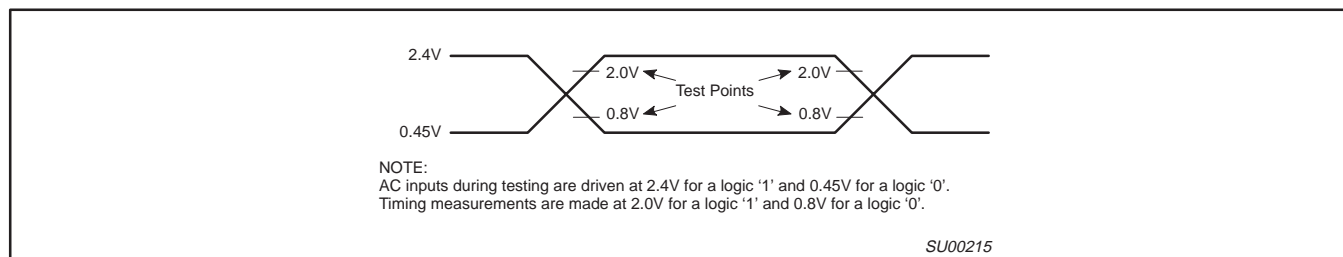 2.4V
2.0V 2.0V
Test Points
0.8V 0.8V
0.45V
NOTE:
AC inputs during testing are driven at 2.4V for a logic ‘1’ and 0.45V for a logic ‘0’.
Timing measurements are made at 2.0V for a logic ‘1’ and 0.8V for a logic ‘0’.
SU00215